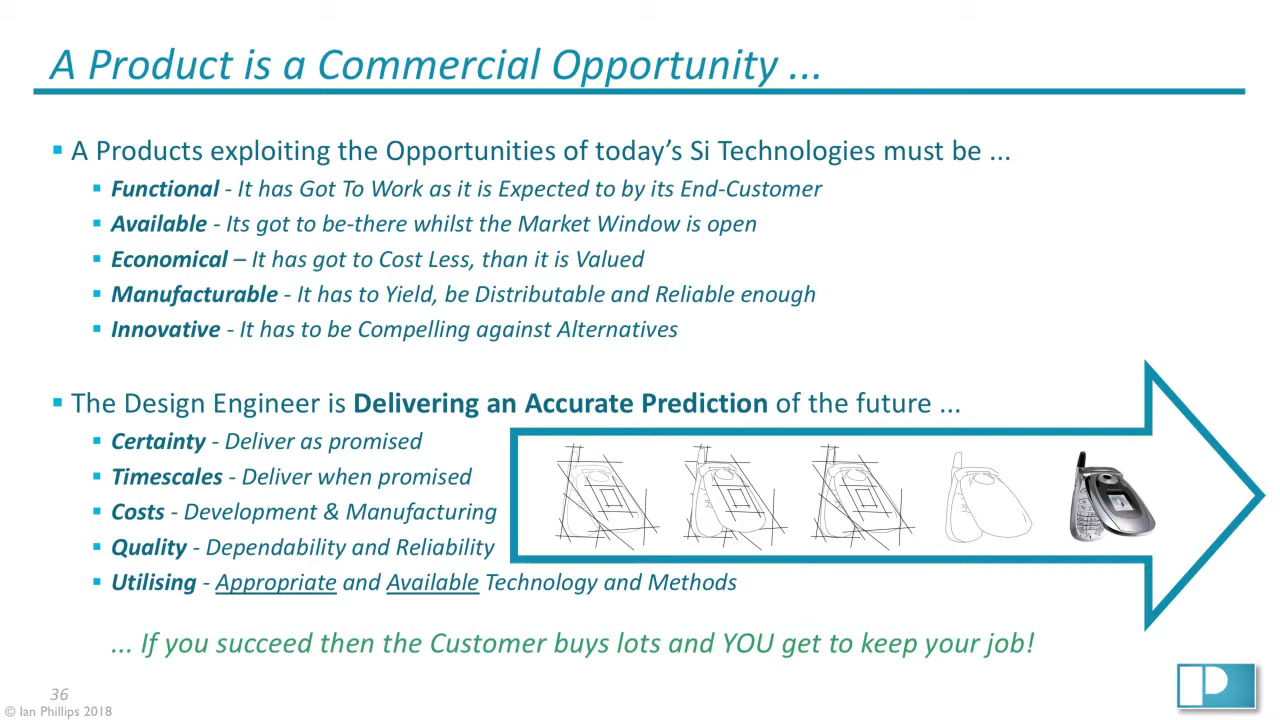 A Product is a Commercial Opportunity ...
▪ A Products exploiting the Opportunities of today's Si Technologies must be ...
▪ Functional - It has Got To Work as it is Expected to by its End-Customer
▪ Available - Its got to be-there whilst the Market Window is open
▪ Economical – It has got to Cost Less, than it is Valued
▪ Manufacturable - It has to Yield, be Distributable and Reliable enough
▪ Innovative - It has to be Compelling against Alternatives
▪ The Design Engineer is Delivering an Accurate Prediction of the future ...
▪ Certainty - Deliver as promised
▪ Timescales - Deliver when promised
▪ Costs - Development & Manufacturing
▪ Quality - Dependability and Reliability
▪ Utilising - Appropriate and Available Technology and Methods
... If you succeed then the Customer buys lots and YOU get to keep your job!
36
© Ian Phillips 2018